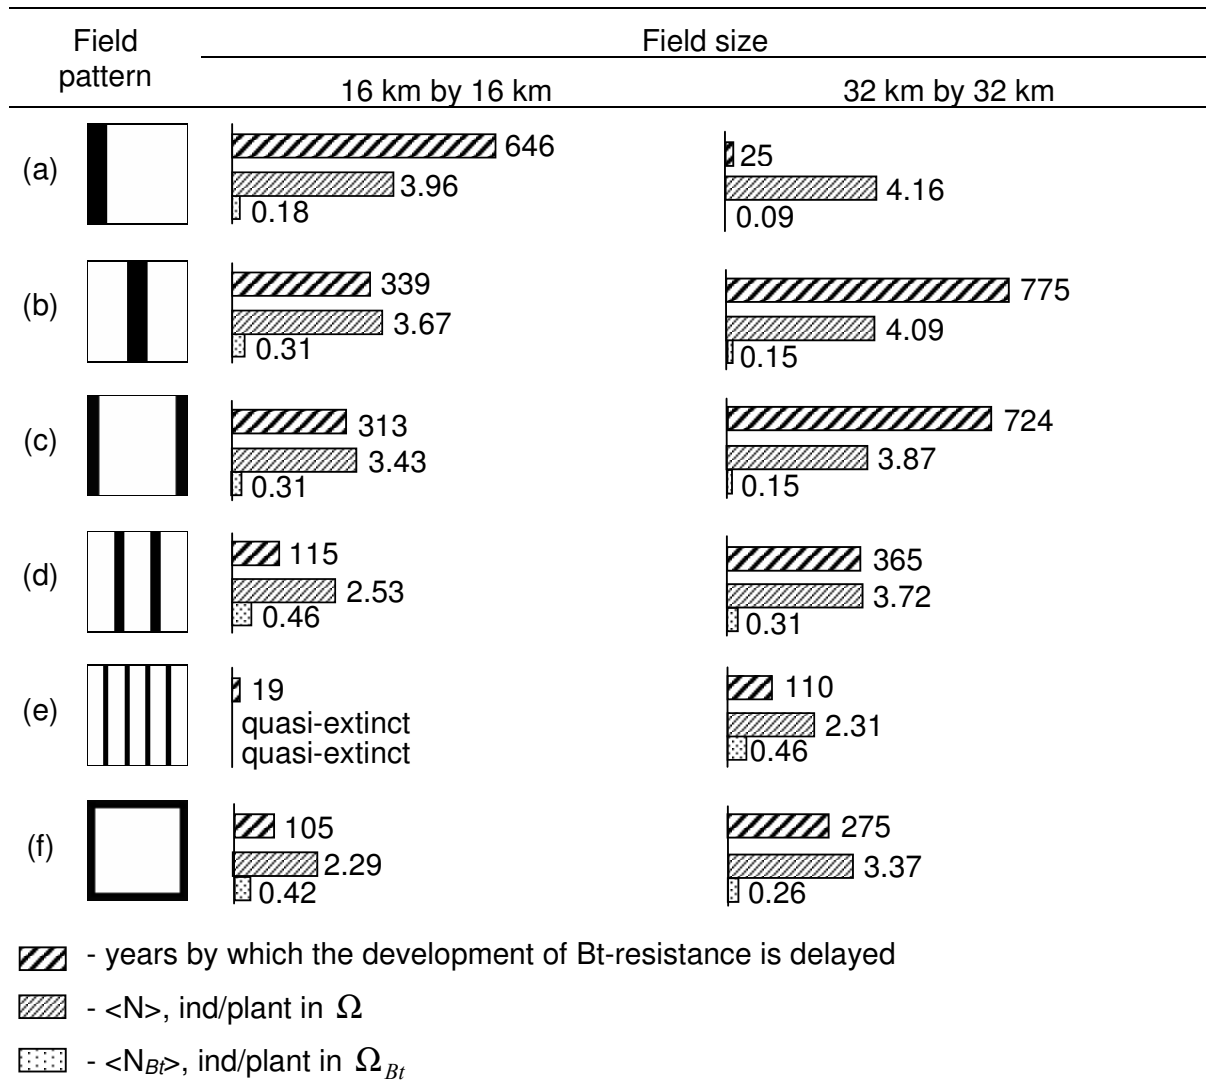 Field pattern
Field size
16 km by 16 km 32 km by 32 km
(a)
646
3.96
0.18
25
4.16
0.09
(b)
339
3.67
0.31
775
4.09
0.15
(c)
313
3.43
0.31
724
3.87
0.15
(d)
115
2.53
0.46
365
3.72
0.31
(e)
19
quasi-extinct
quasi-extinct
110
2.31
0.46
(f)
105
2.29
0.42
275
3.37
0.26
- years by which the development of Bt-resistance is delayed
- <N>, ind/plant in Ω
- <N_Bt>, ind/plant in Ω_Bt